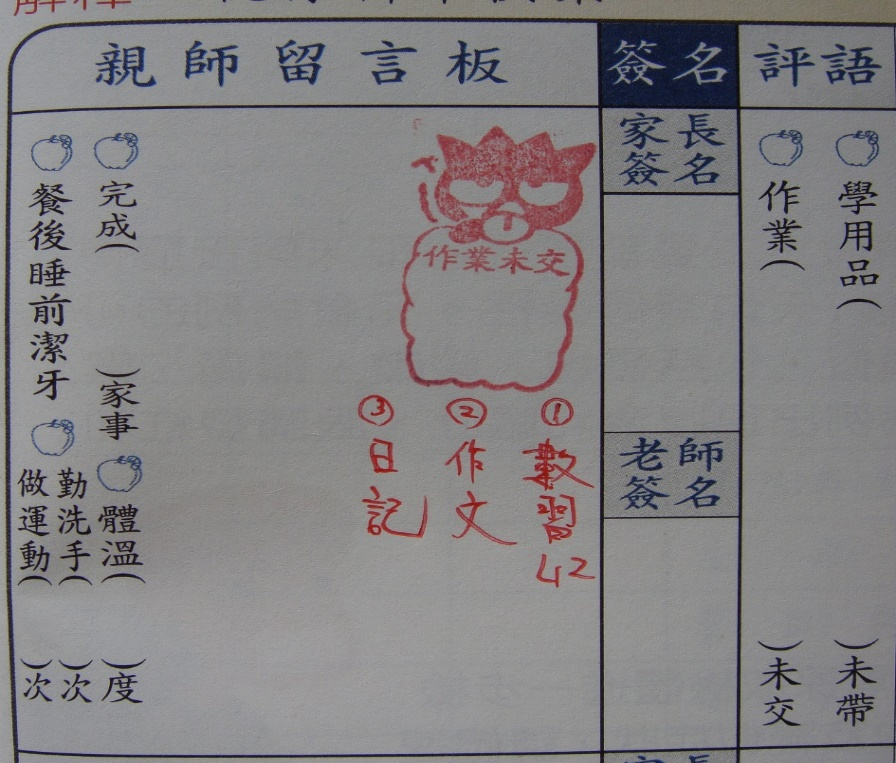 親師留言板
簽名
評語
學用品( )未帶
作業( )未交
家長簽名
老師簽名
作業未交
① 數習42
② 作文
③ 日記
完成( )家事
體溫( )度
餐後睡前潔牙
勤洗手( )次
做運動( )次